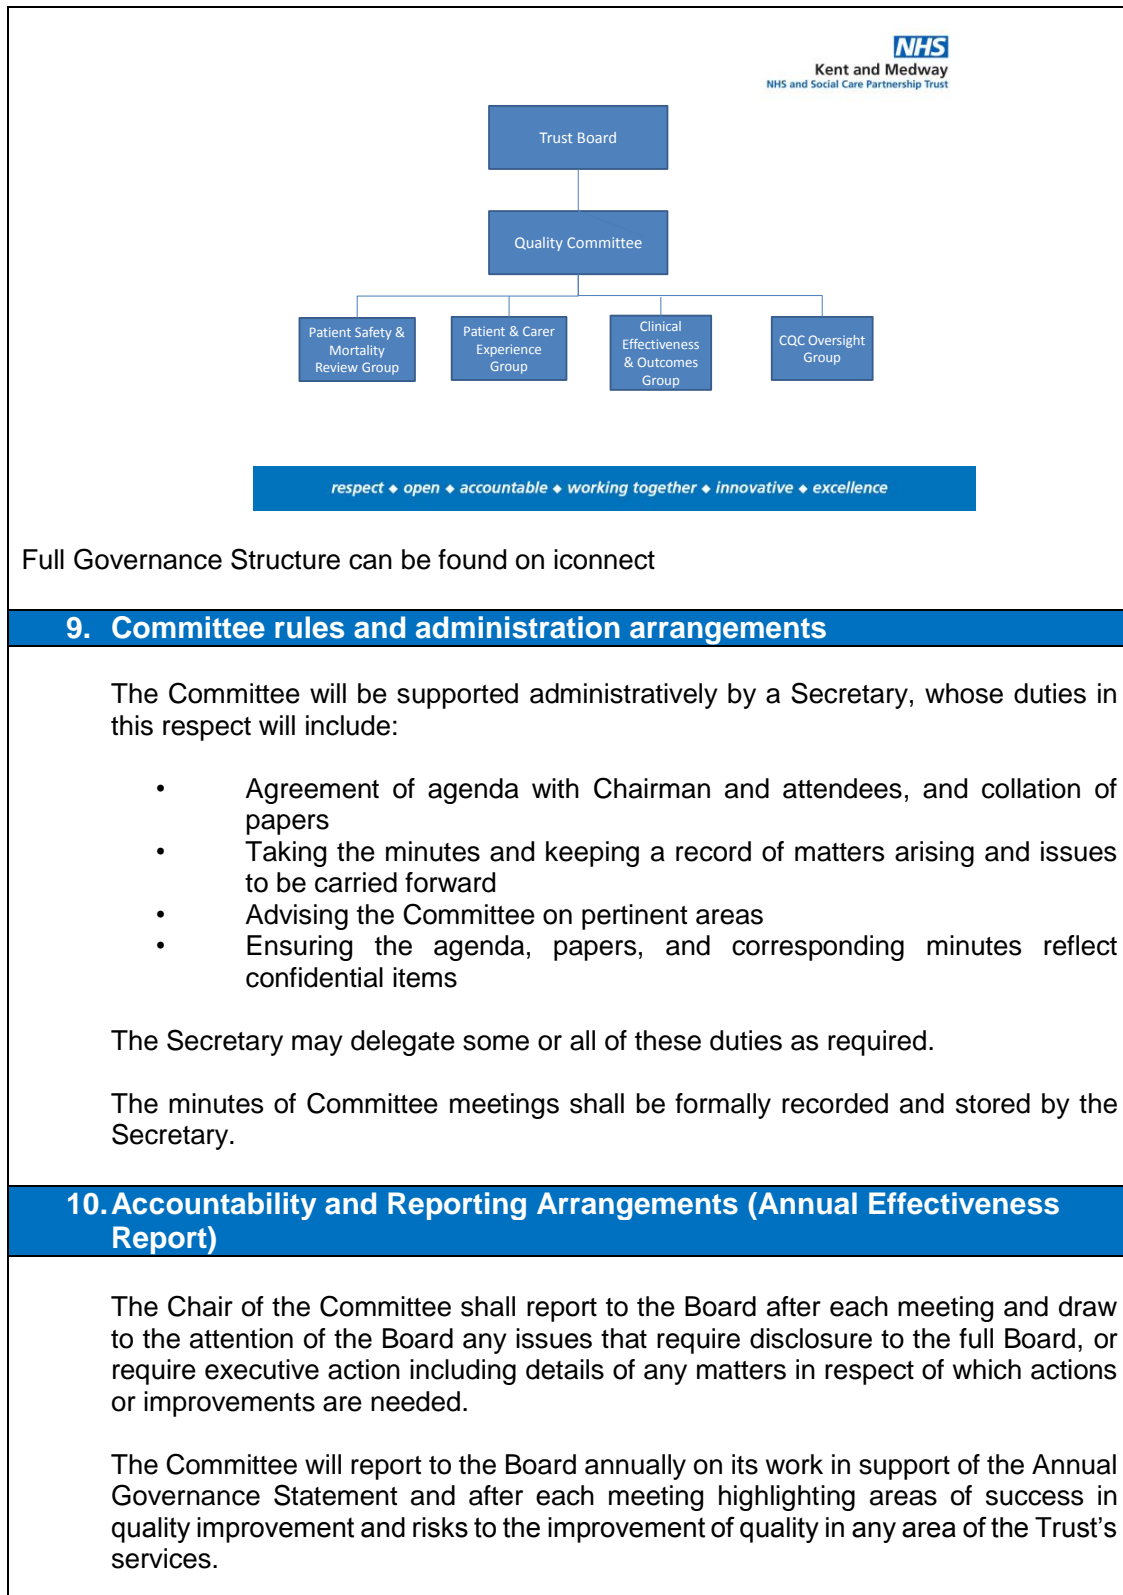 NHS
Kent and Medway
NHS and Social Care Partnership Trust
Trust Board
Quality Committee
Patient Safety &
Mortality
Review Group
Patient & Carer
Experience
Group
Clinical
Effectiveness
& Outcomes
Group
CQC Oversight
Group
respect ◆ open ◆ accountable ◆ working together ◆ innovative ◆ excellence
Full Governance Structure can be found on iconnect
9. Committee rules and administration arrangements
The Committee will be supported administratively by a Secretary, whose duties in
this respect will include:
• Agreement of agenda with Chairman and attendees, and collation of
papers
• Taking the minutes and keeping a record of matters arising and issues
to be carried forward
• Advising the Committee on pertinent areas
• Ensuring the agenda, papers, and corresponding minutes reflect
confidential items
The Secretary may delegate some or all of these duties as required.
The minutes of Committee meetings shall be formally recorded and stored by the
Secretary.
10. Accountability and Reporting Arrangements (Annual Effectiveness
Report)
The Chair of the Committee shall report to the Board after each meeting and draw
to the attention of the Board any issues that require disclosure to the full Board, or
require executive action including details of any matters in respect of which actions
or improvements are needed.
The Committee will report to the Board annually on its work in support of the Annual
Governance Statement and after each meeting highlighting areas of success in
quality improvement and risks to the improvement of quality in any area of the Trust's
services.